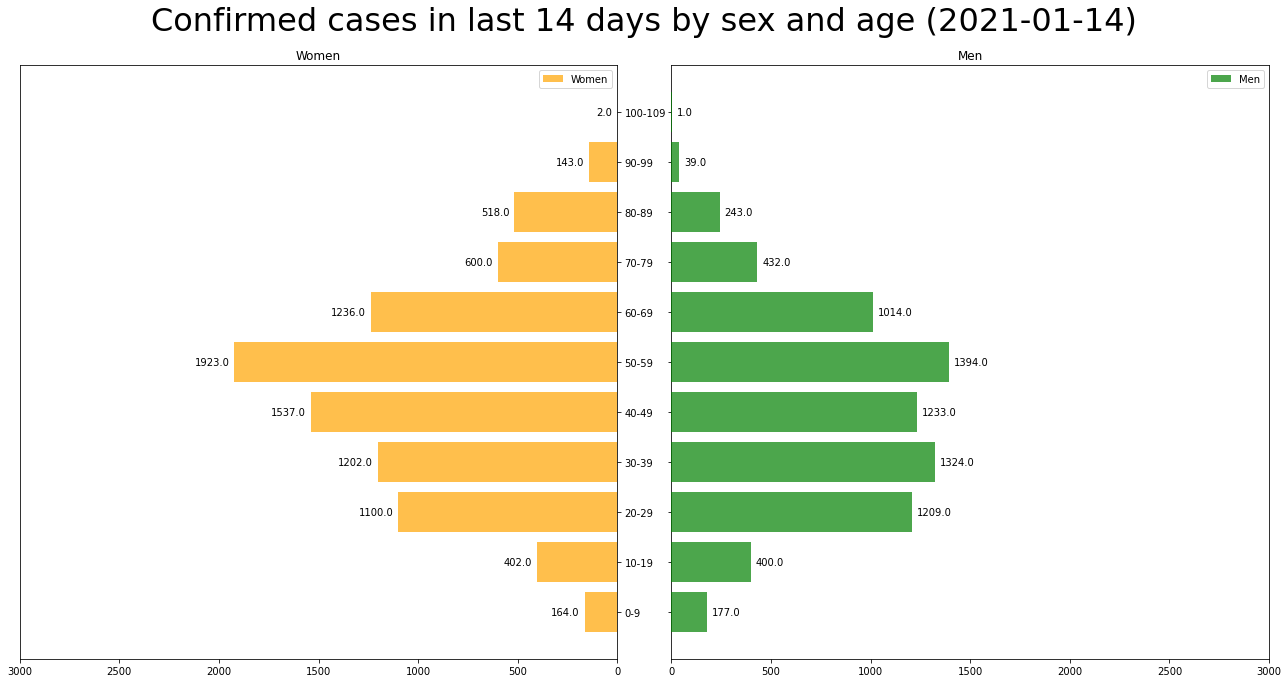 Confirmed cases in last 14 days by sex and age (2021-01-14)
Women Men
Women Men
2.0 100-109 1.0
143.0 90-99 39.0
518.0 80-89 243.0
600.0 70-79 432.0
1236.0 60-69 1014.0
1923.0 50-59 1394.0
1537.0 40-49 1233.0
1202.0 30-39 1324.0
1100.0 20-29 1209.0
402.0 10-19 400.0
164.0 0-9 177.0
3000 2500 2000 1500 1000 500 0 0 500 1000 1500 2000 2500 3000